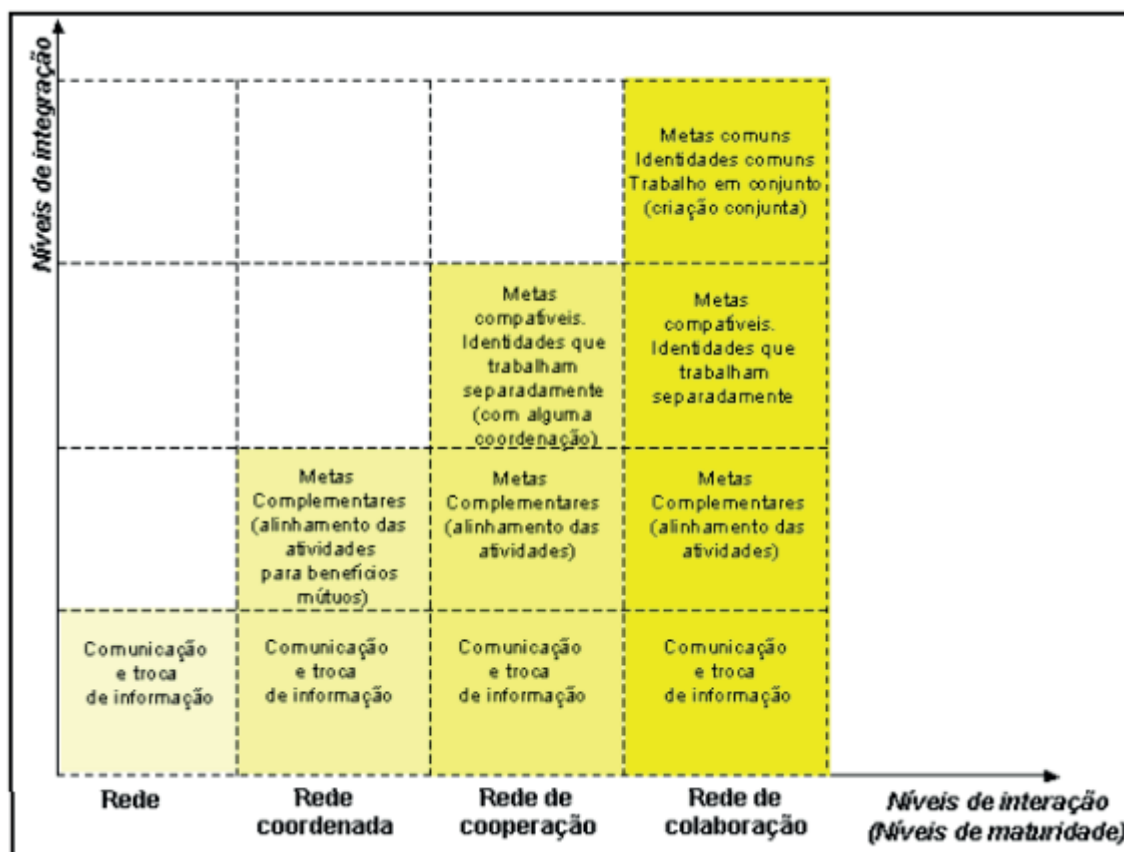 Níveis de integração
Metas comuns
Identidades comuns
Trabalho em conjunto
(criação conjunta)
Metas
compatíveis.
Identidades que
trabalham
separadamente
(com alguma
coordenação)
Metas
compatíveis.
Identidades que
trabalham
separadamente
Metas
Complementares
(alinhamento das
atividades
para benefícios
mútuos)
Metas
Complementares
(alinhamento das
atividades)
Metas
Complementares
(alinhamento das
atividades)
Comunicação
e troca
de informação
Comunicação
e troca
de informação
Comunicação
e troca
de informação
Comunicação
e troca
de informação
Rede
Rede
coordenada
Rede de
cooperação
Rede de
colaboração
Níveis de interação
(Níveis de maturidade)